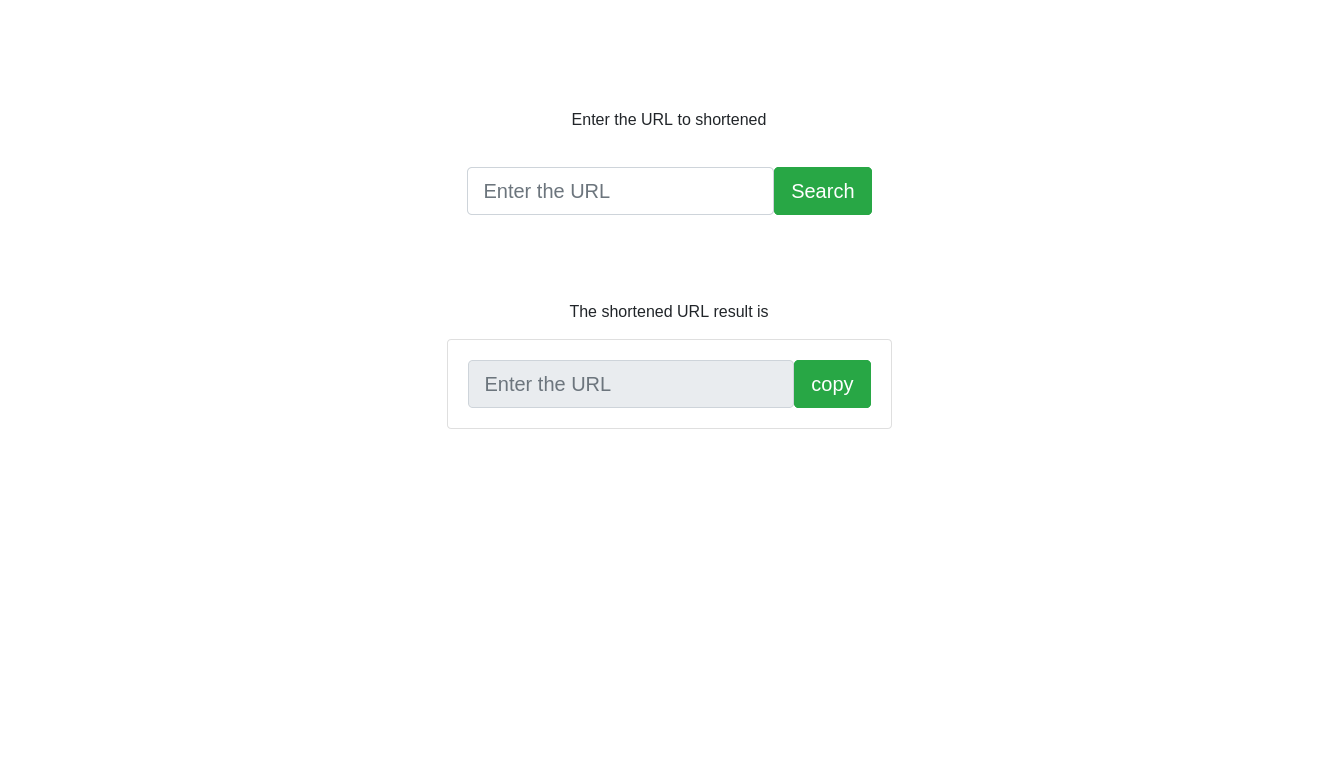 Enter the URL to shortened
Enter the URL Search
The shortened URL result is
Enter the URL copy